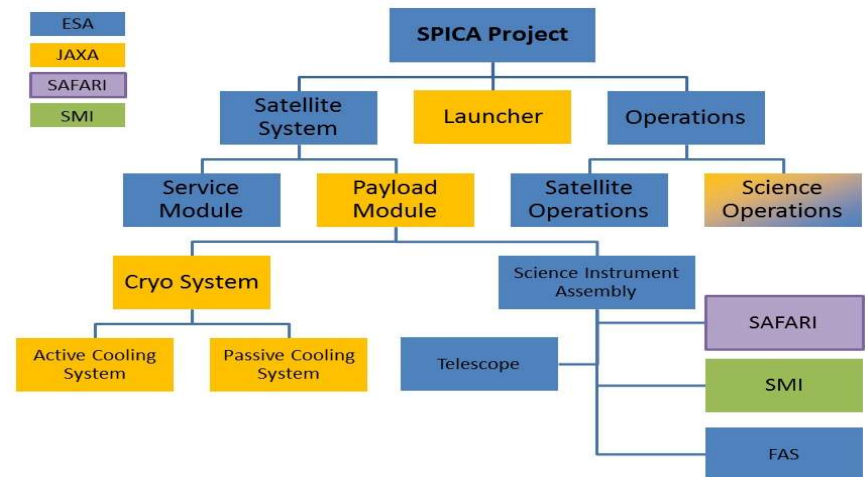 ESA
JAXA
SAFARI
SMI
SPICA Project
Satellite
System
Launcher
Operations
Service
Module
Payload
Module
Satellite
Operations
Science
Operations
Cryo System
Science Instrument
Assembly
Active Cooling
System
Passive Cooling
System
Telescope
SAFARI
SMI
FAS